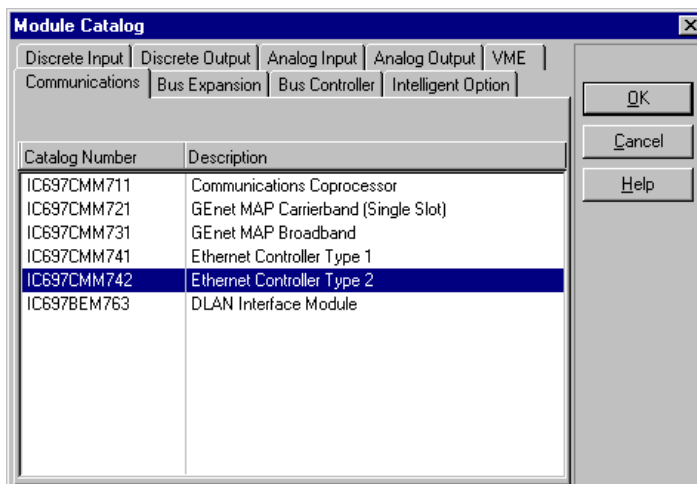 Module Catalog
Discrete Input Discrete Output Analog Input Analog Output VME
Communications Bus Expansion Bus Controller Intelligent Option
OK
Cancel
Help
Catalog Number Description
IC697CMM711 Communications Coprocessor
IC697CMM721 GEnet MAP Carrierband (Single Slot)
IC697CMM731 GEnet MAP Broadband
IC697CMM741 Ethernet Controller Type 1
IC697CMM742 Ethernet Controller Type 2
IC697BEM763 DLAN Interface Module